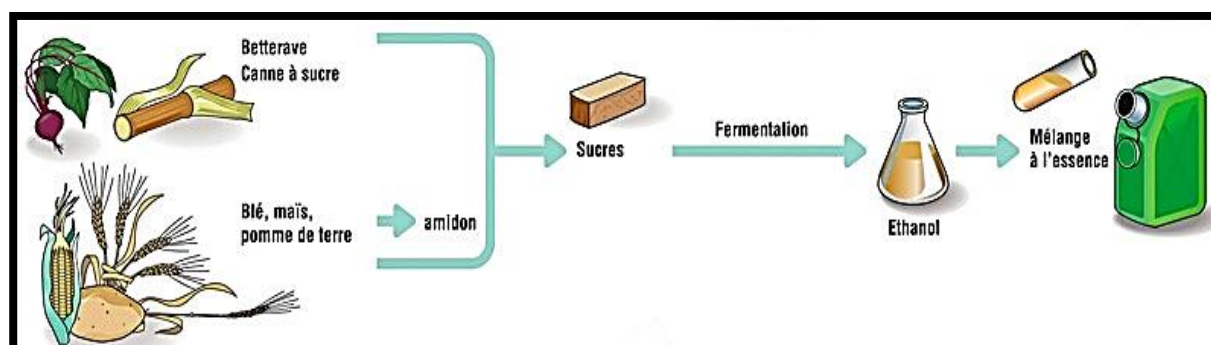 Betterave
Canne à sucre
Blé, maïs,
pomme de terre
amidon
Sucres
Fermentation
Ethanol
Mélange
à l'essence